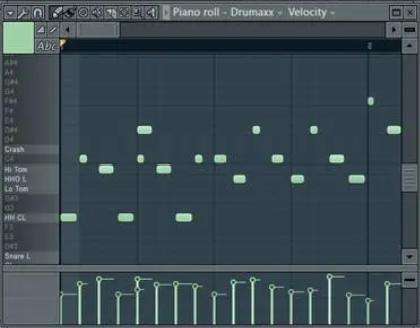 Piano roll - Drumaxx - Velocity
Abc
A#4
A4
G#4
G4
F#4
F4
E4
D#4
D4
Crash
C4
Hi Tom
HHO L
Lo Tom
G#3
G3
HH CL
F3
E3
D#3
Snare L